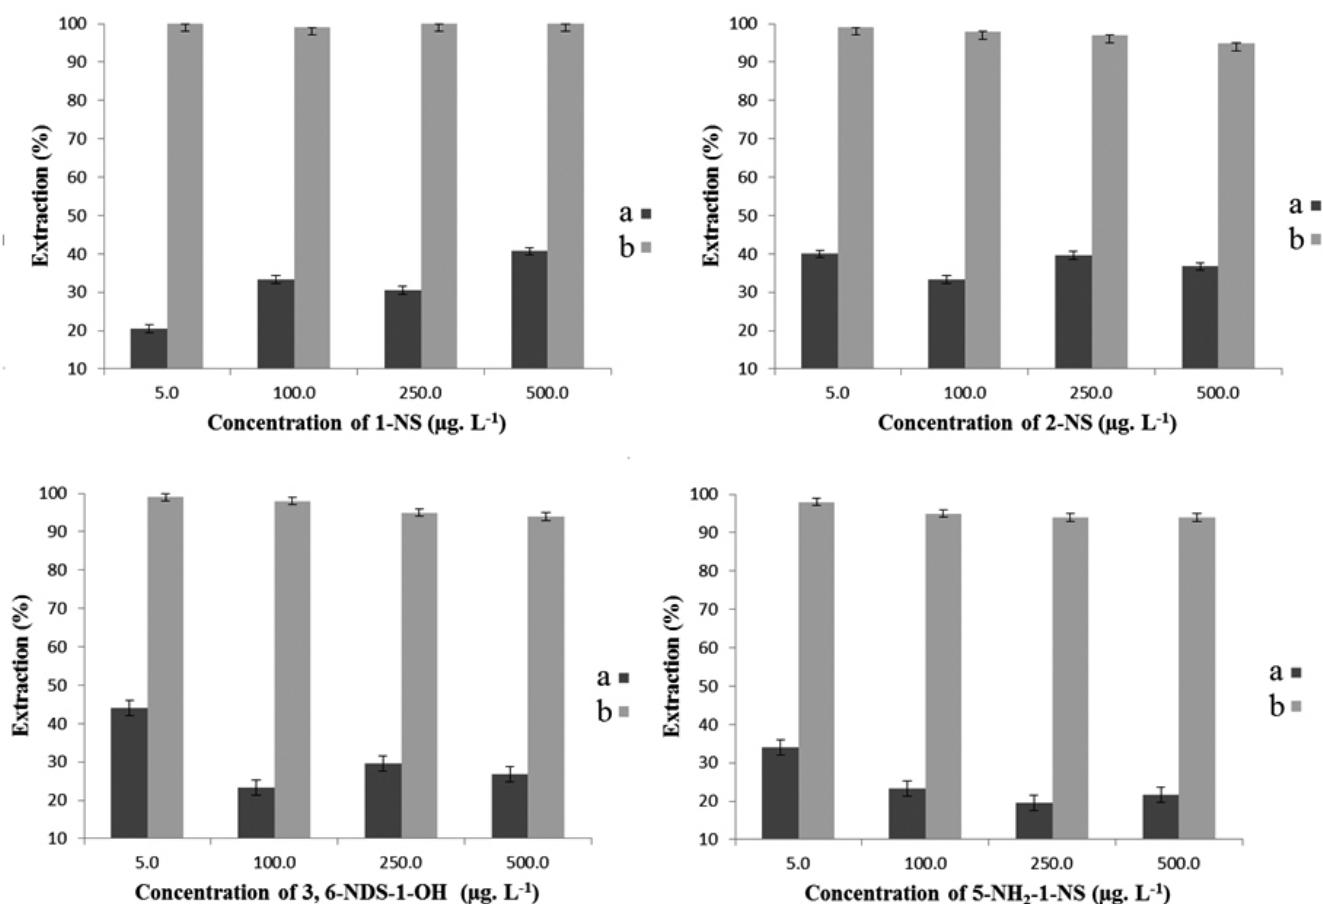 100
90
80
70
60
50
40
30
20
10
Extraction (%)
5.0 100.0 250.0 500.0
Concentration of 1-NS (µg. L⁻¹)
a
b
100
90
80
70
60
50
40
30
20
10
Extraction (%)
5.0 100.0 250.0 500.0
Concentration of 2-NS (µg. L⁻¹)
a
b
100
90
80
70
60
50
40
30
20
10
Extraction (%)
5.0 100.0 250.0 500.0
Concentration of 3, 6-NDS-1-OH (µg. L⁻¹)
a
b
100
90
80
70
60
50
40
30
20
10
Extraction (%)
5.0 100.0 250.0 500.0
Concentration of 5-NH₂-1-NS (µg. L⁻¹)
a
b